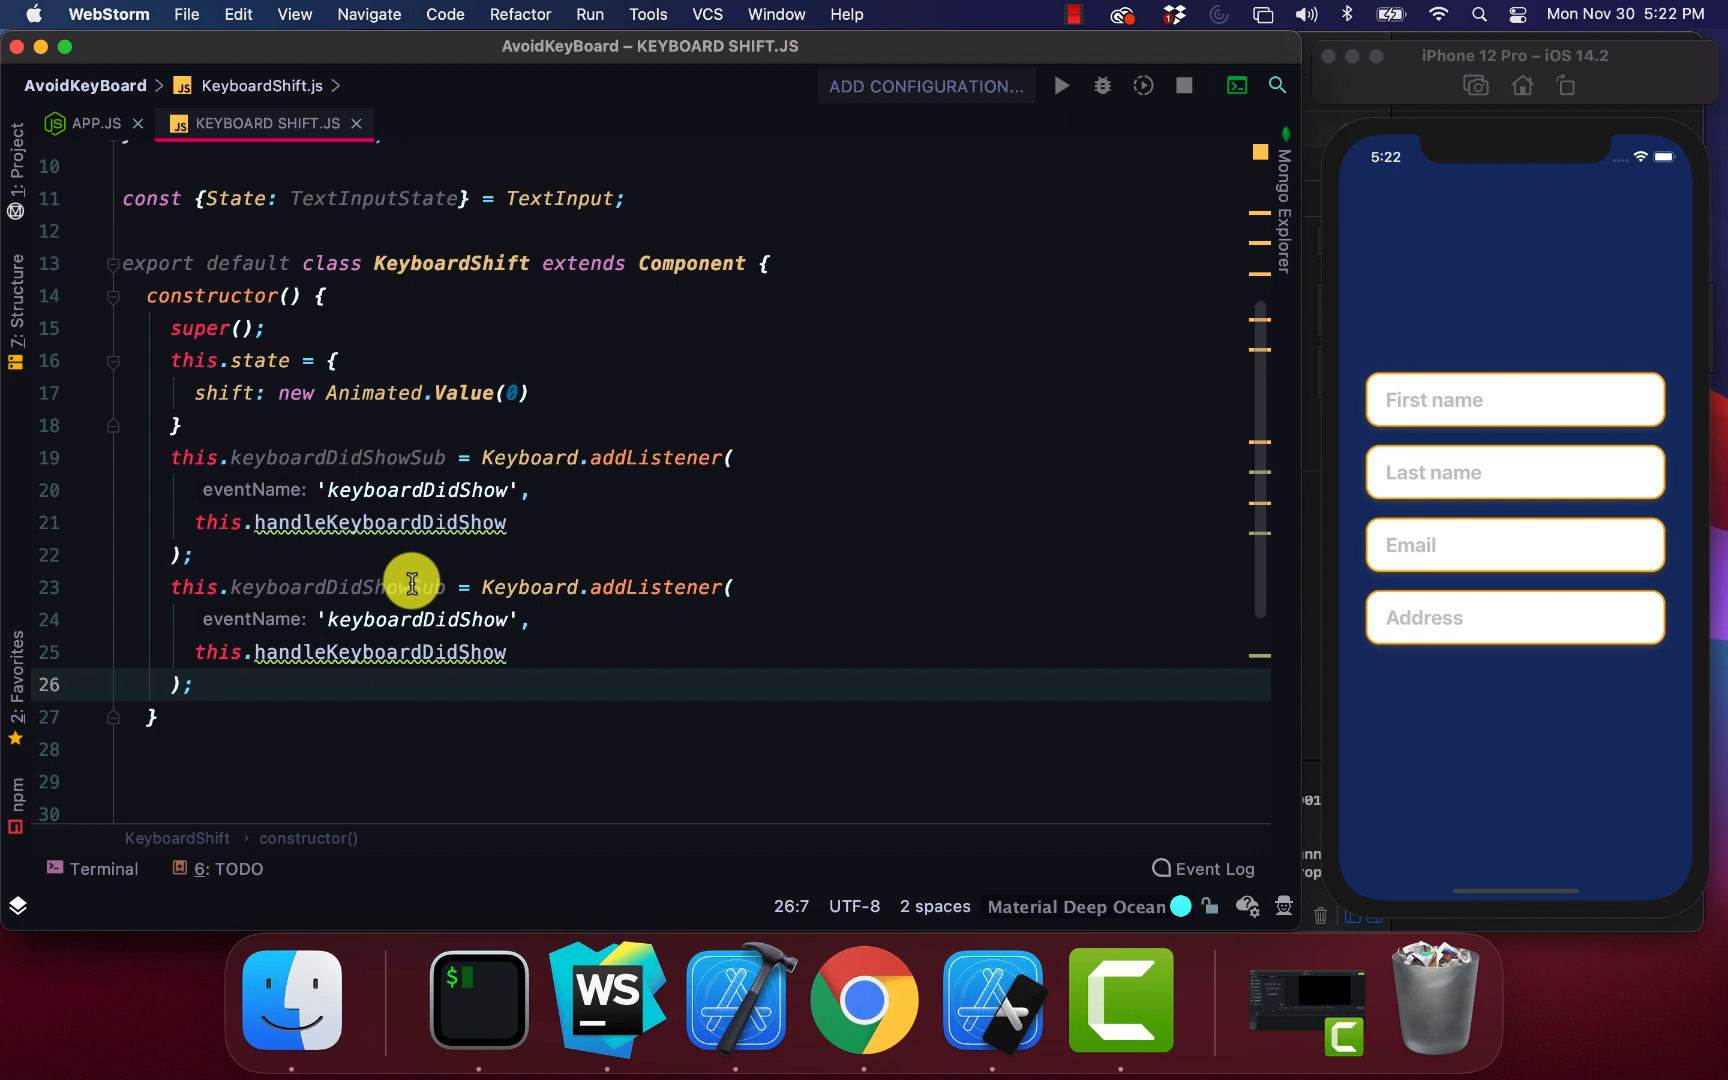 WebStorm File Edit View Navigate Code Refactor Run Tools VCS Window Help 1 Mon Nov 30 5:22 PM
AvoidKeyBoard – KEYBOARD SHIFT.JS
iPhone 12 Pro – iOS 14.2
AvoidKeyBoard > JS KeyboardShift.js >
ADD CONFIGURATION...
JS APP.JS × JS KEYBOARD SHIFT.JS ×
1: Project
7: Structure
2: Favorites
npm
Mongo Explorer
10
11 const {State: TextInputState} = TextInput;
12
13 export default class KeyboardShift extends Component {
14 constructor() {
15 super();
16 this.state = {
17 shift: new Animated.Value(0)
18 }
19 this.keyboardDidShowSub = Keyboard.addListener(
20 eventName: 'keyboardDidShow',
21 this.handleKeyboardDidShow
22 );
23 this.keyboardDidShowSub = Keyboard.addListener(
24 eventName: 'keyboardDidShow',
25 this.handleKeyboardDidShow
26 );
27 }
28
29
30
KeyboardShift › constructor()
Terminal 6: TODO Event Log
26:7 UTF-8 2 spaces Material Deep Ocean
5:22
First name
Last name
Email
Address
$
WS
C
C